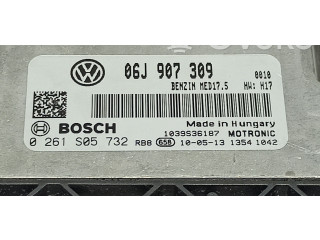 06J 907 309 0010
BENZIN MED17.5 HW: H17
Made in Hungary
BOSCH 1039S36187 MOTRONIC
0 261 S05 732 RB8 658 10-05-13 1354 1042